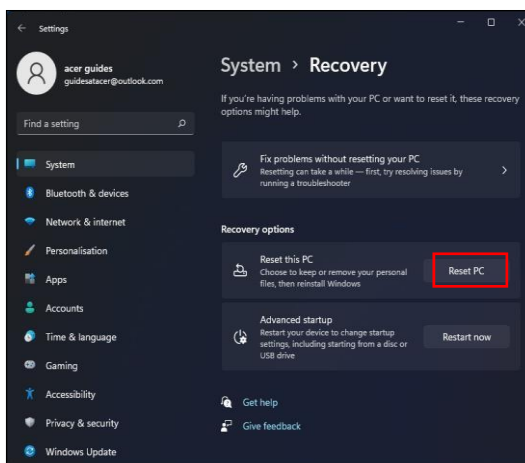 Settings
acer guides
guidesatacer@outlook.com
Find a setting
System
Bluetooth & devices
Network & internet
Personalisation
Apps
Accounts
Time & language
Gaming
Accessibility
Privacy & security
Windows Update
System > Recovery
If you're having problems with your PC or want to reset it, these recovery
options might help.
Fix problems without resetting your PC
Resetting can take a while — first, try resolving issues by
running a troubleshooter
Recovery options
Reset this PC
Choose to keep or remove your personal
files, then reinstall Windows
Reset PC
Advanced startup
Restart your device to change startup
settings, including starting from a disc or
USB drive
Restart now
Get help
Give feedback